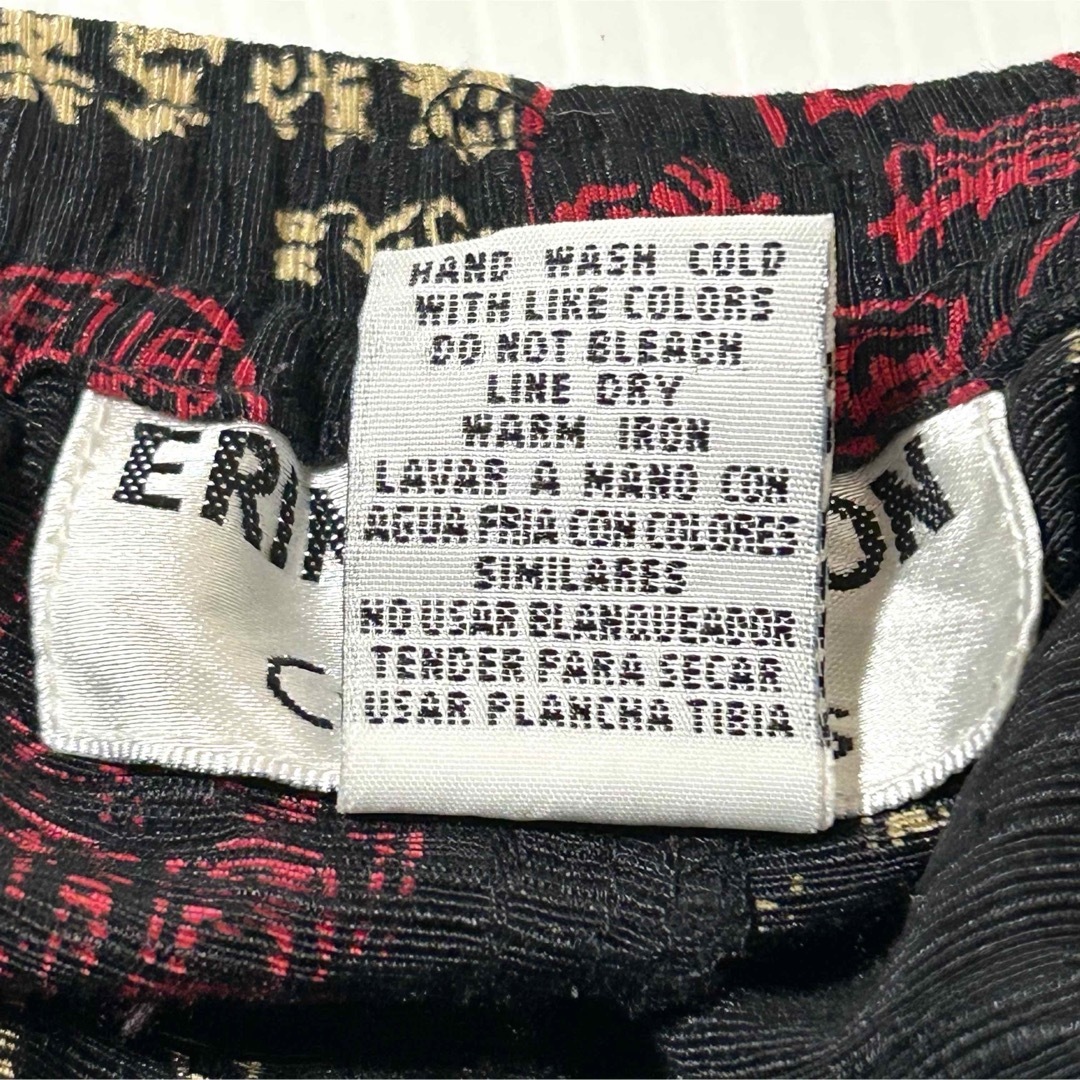 HAND WASH COLD
WITH LIKE COLORS
DO NOT BLEACH
LINE DRY
WARM IRON
LAVAR A MANO CON
AGUA FRIA CON COLORES
SIMILARES
NO USAR BLANQUEADOR
TENDER PARA SECAR
USAR PLANCHA TIBIA